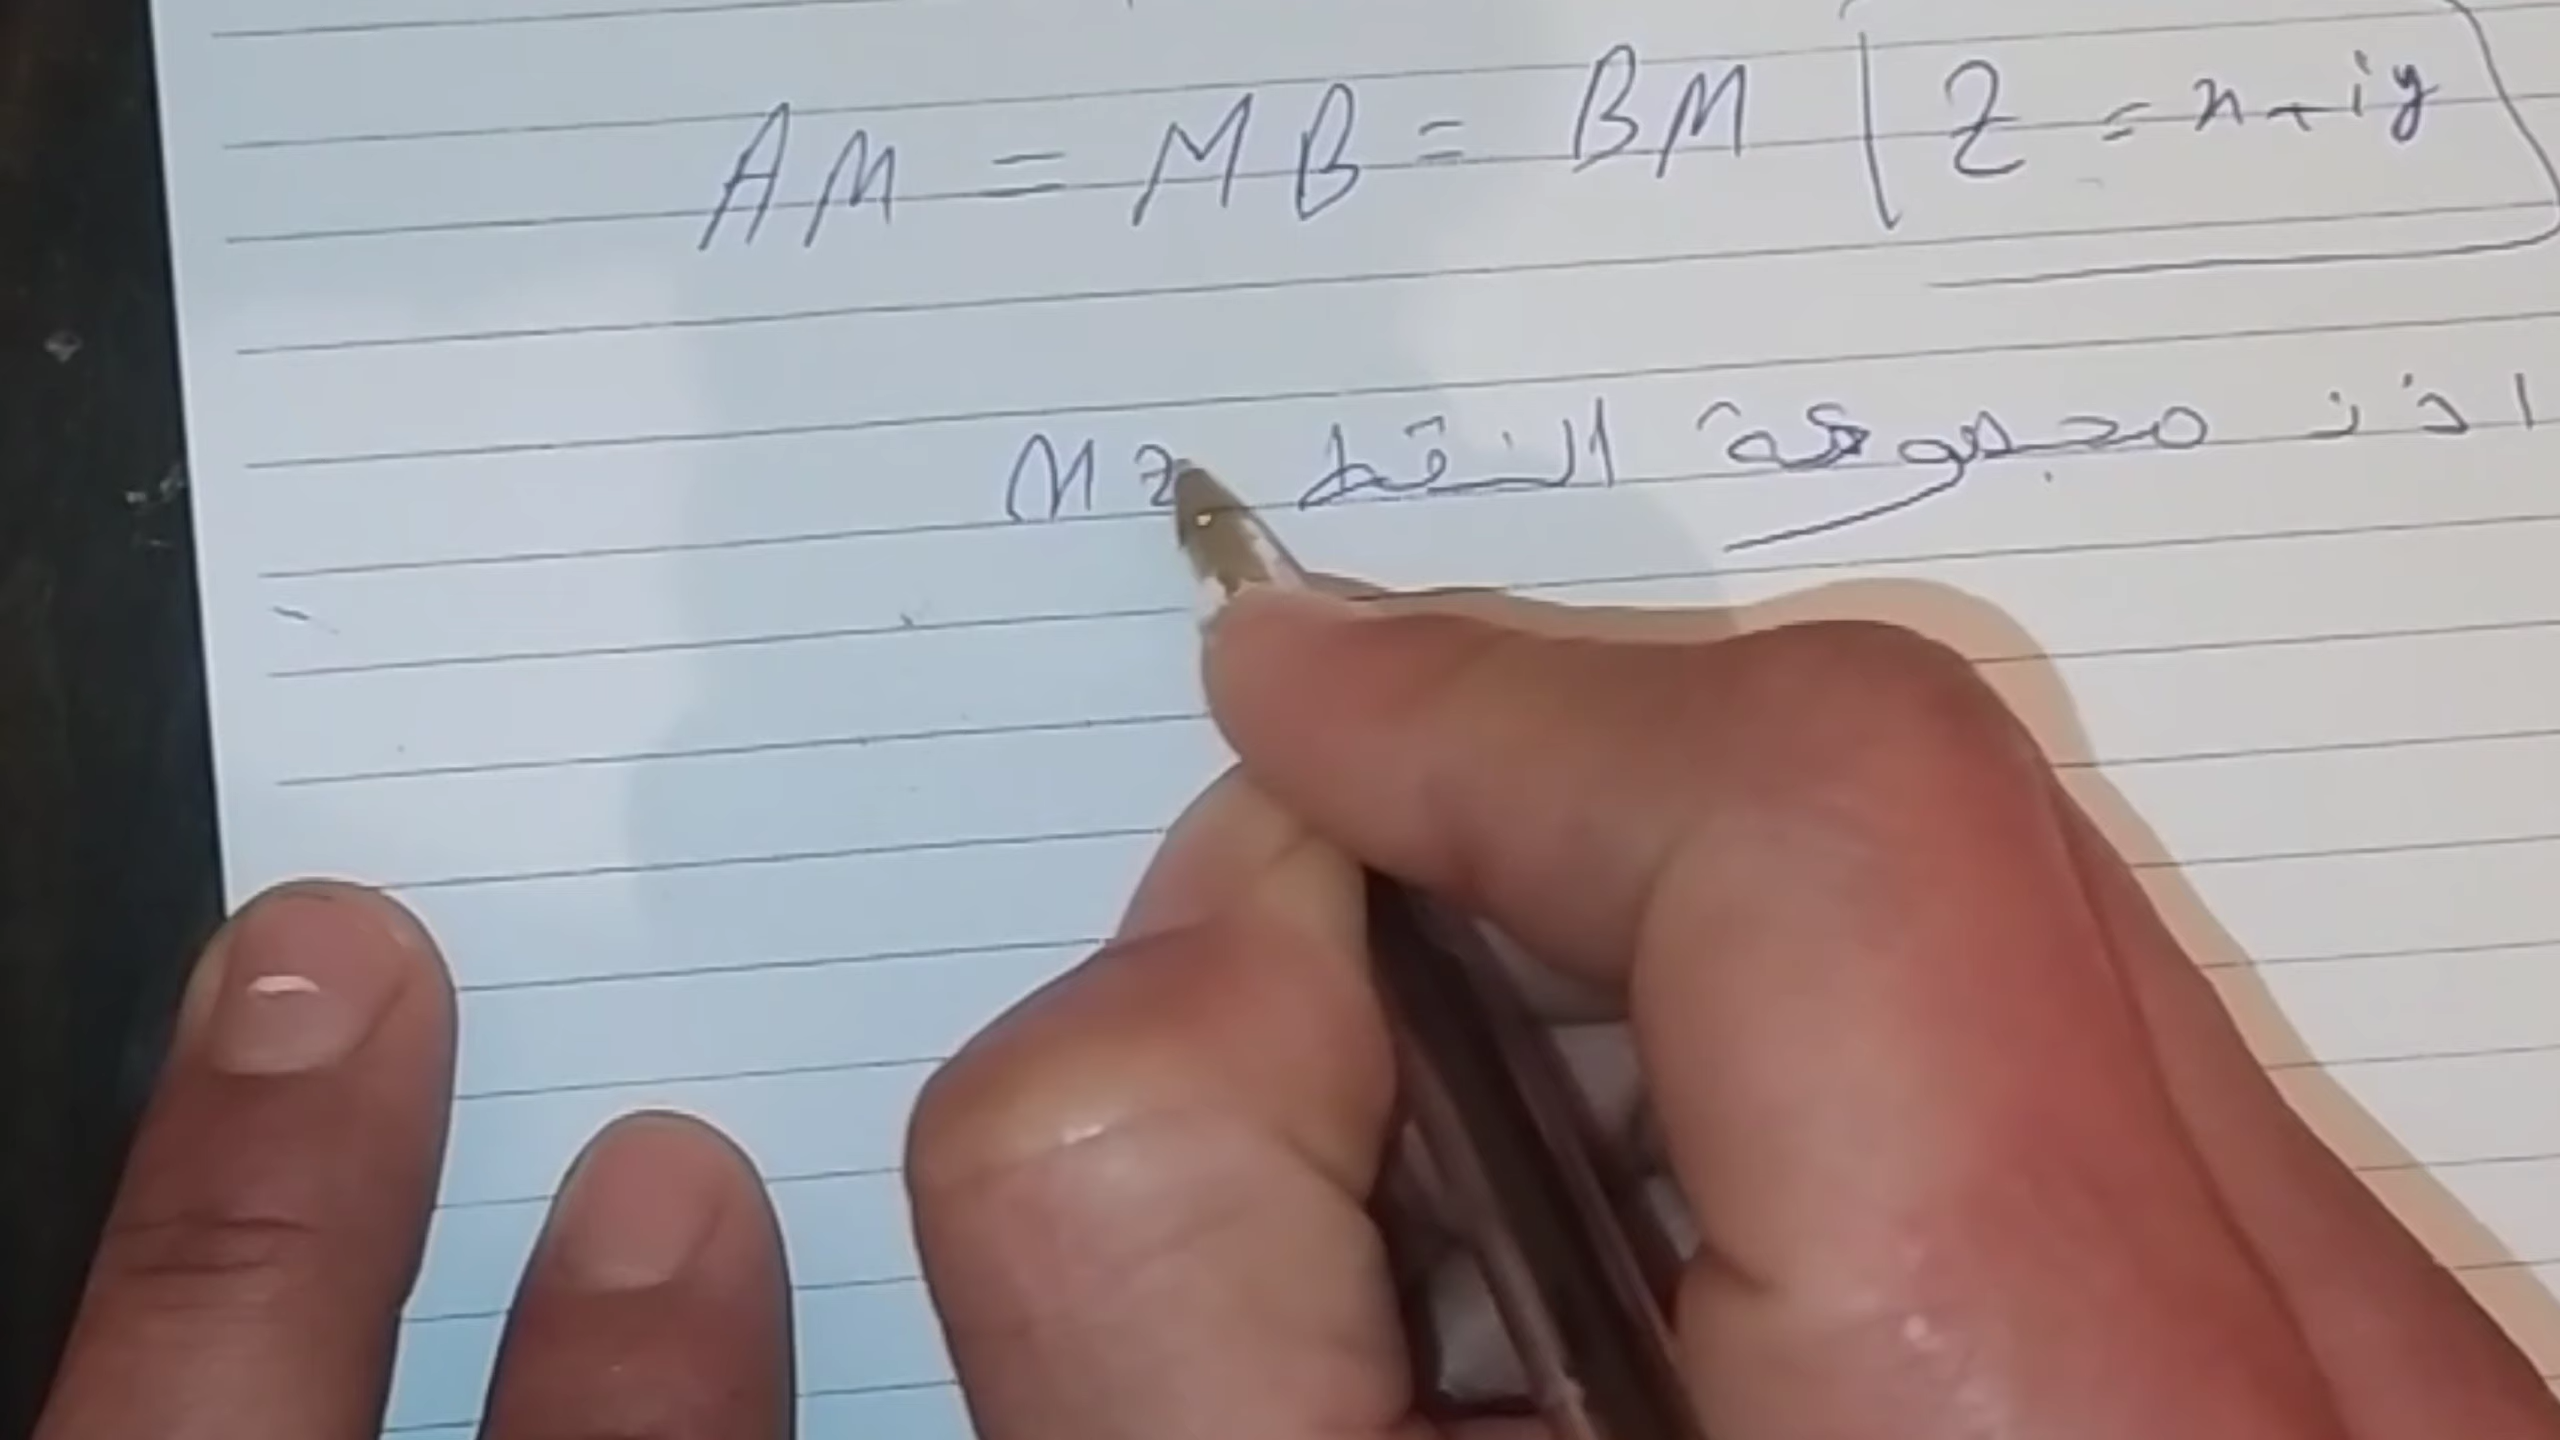 AM = MB = BM | Z = x + iy
اذن مجموعة النقط M Z